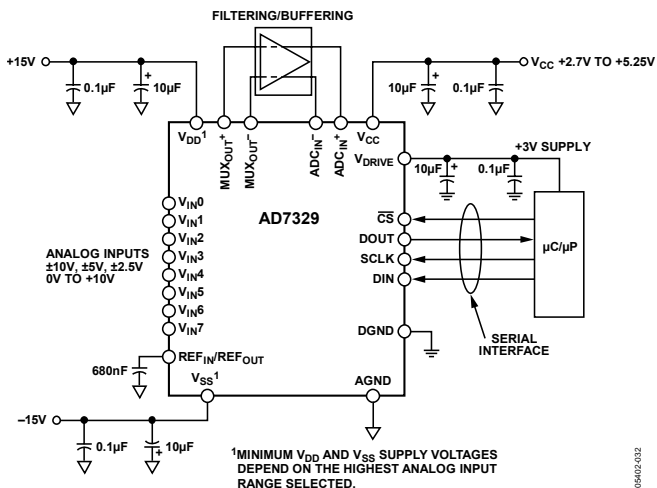 FILTERING/BUFFERING
+15V
0.1µF
+
10µF
VCC +2.7V TO +5.25V
10µF
+
0.1µF
VDD1
MUXOUT+
MUXOUT–
ADCIN–
ADCIN+
VCC
VDRIVE
+3V SUPPLY
10µF
+
0.1µF
AD7329
VIN0
VIN1
VIN2
VIN3
VIN4
VIN5
VIN6
VIN7
ANALOG INPUTS
±10V, ±5V, ±2.5V
0V TO +10V
CS
DOUT
SCLK
DIN
µC/µP
DGND
SERIAL
INTERFACE
REFIN/REFOUT
680nF
VSS1
AGND
–15V
0.1µF
+
10µF
1MINIMUM VDD AND VSS SUPPLY VOLTAGES
DEPEND ON THE HIGHEST ANALOG INPUT
RANGE SELECTED.
05402-032